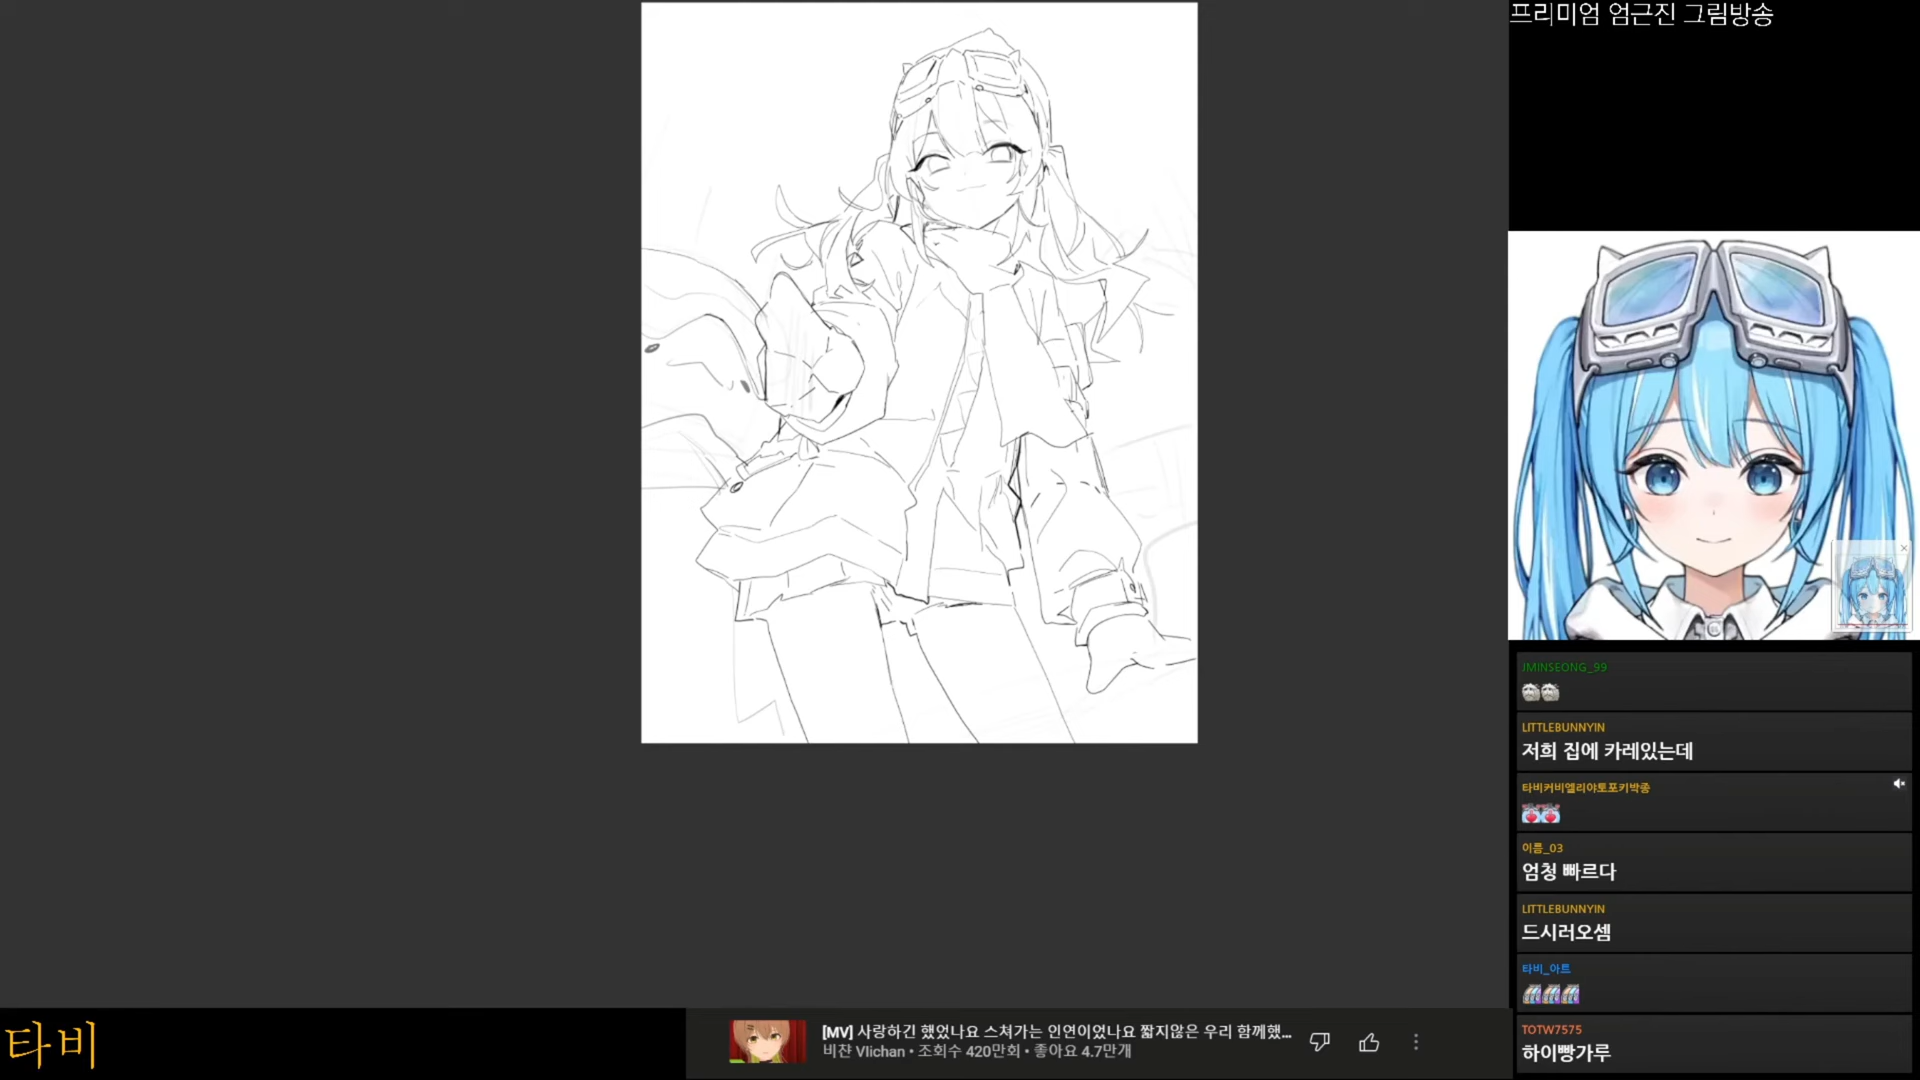 프리미엄 엄근진 그림방송
JMINSEONG_99
LITTLEBUNNYIN
저희 집에 카레있는데
타비커비엘리야토포키박종
이름_03
엄청 빠르다
LITTLEBUNNYIN
드시러오셈
타비_아트
TOTW7575
하이빵가루
타비
[MV] 사랑하긴 했었나요 스쳐가는 인연이었나요 짧지않은 우리 함께했...
비챤 VIichan • 조회수 420만회 • 좋아요 4.7만개